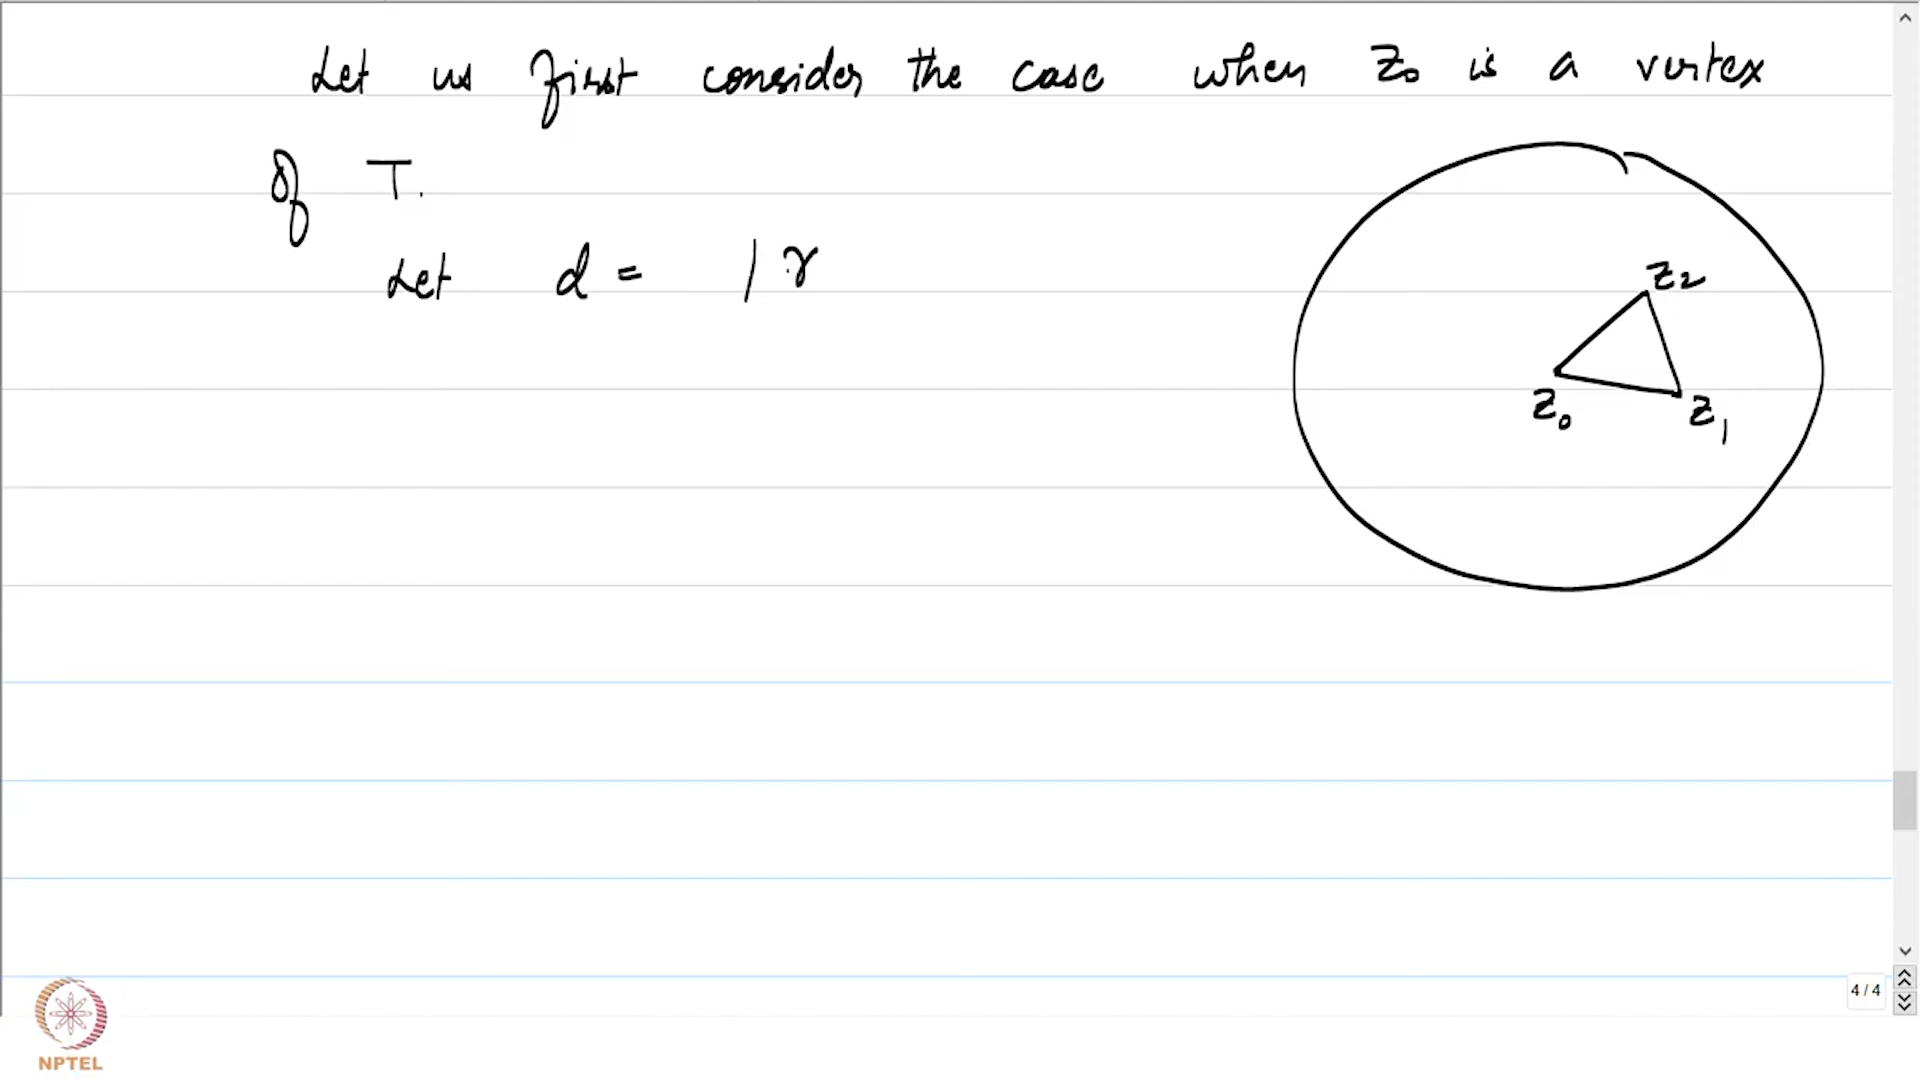 Let us first consider the case when z₀ is a vertex
of T.
Let d = | γ
z₂
z₀
z₁
4 / 4
NPTEL